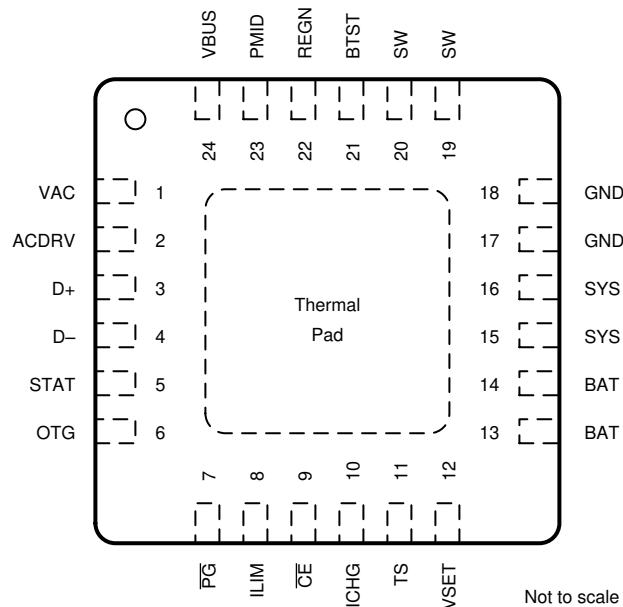 VBUS PMID REGN BTST SW SW
24 23 22 21 20 19
VAC 1 18 GND
ACDRV 2 17 GND
D+ 3 16 SYS
Thermal
D– 4 15 SYS
Pad
STAT 5 14 BAT
OTG 6 13 BAT
7 8 9 10 11 12
P̅G̅ ILIM C̅E̅ ICHG TS VSET
Not to scale